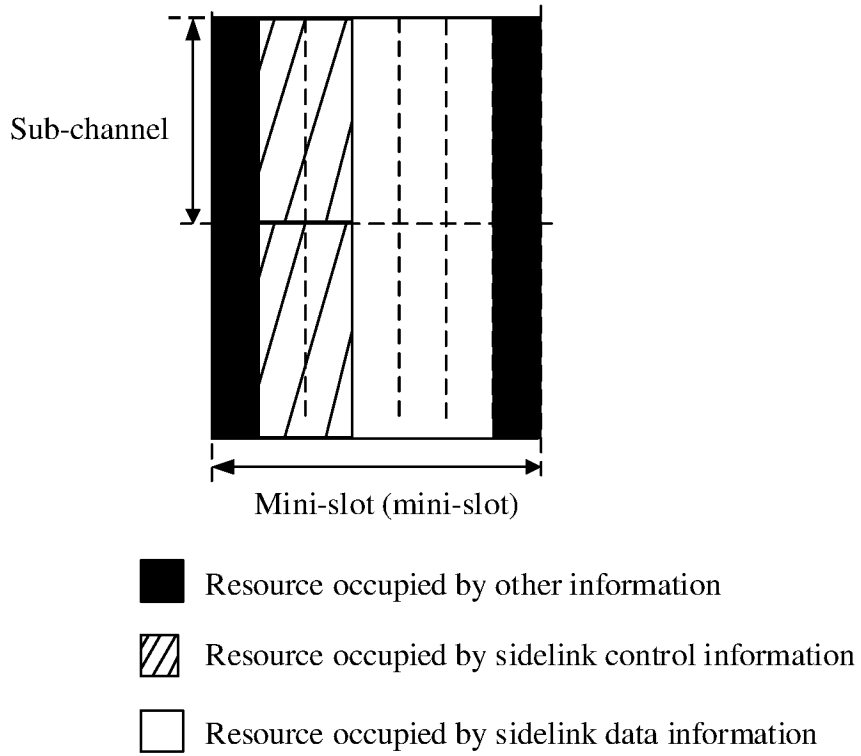 Sub-channel
Mini-slot (mini-slot)
Resource occupied by other information
Resource occupied by sidelink control information
Resource occupied by sidelink data information